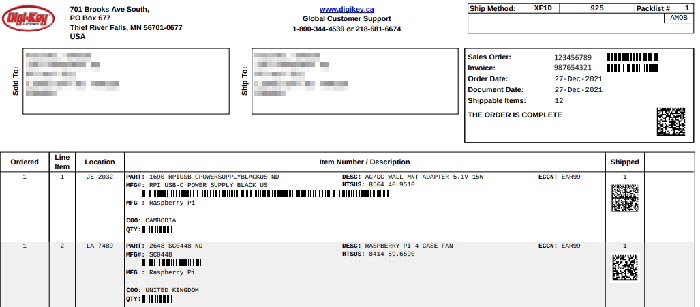 Digi-Key
701 Brooks Ave South,
PO Box 677
Thief River Falls, MN 56701-0677
USA
www.digikey.ca
Global Customer Support
1-800-344-4539 or 218-681-6674
Ship Method: XF10 925 Packlist # 1
AMOB
Sold To:
Ship To:
Sales Order: 123456789
Invoice: 987654321
Order Date: 27-Dec-2021
Document Date: 27-Dec-2021
Shippable Items: 12
THE ORDER IS COMPLETE
Ordered Line Item Location Item Number / Description Shipped
1 1 JE 2032 PART: 1690 RPIUSB CPOWERSUPPLYBLACKUS ND DESC: AC/DC WALL MNT ADAPTER 5.1V 15W ECCN: EAR99 1
MFG#: RPI USB-C POWER SUPPLY BLACK US HTSUS: 8504.40.9510
MFG : Raspberry Pi
COO: CAMBODIA
QTY:
1 2 LA 7489 PART: 2648 SC0448 ND DESC: RASPBERRY PI 4 CASE FAN ECCN: EAR99 1
MFG#: SC0448 HTSUS: 8414.59.6590
MFG : Raspberry Pi
COO: UNITED KINGDOM
QTY: